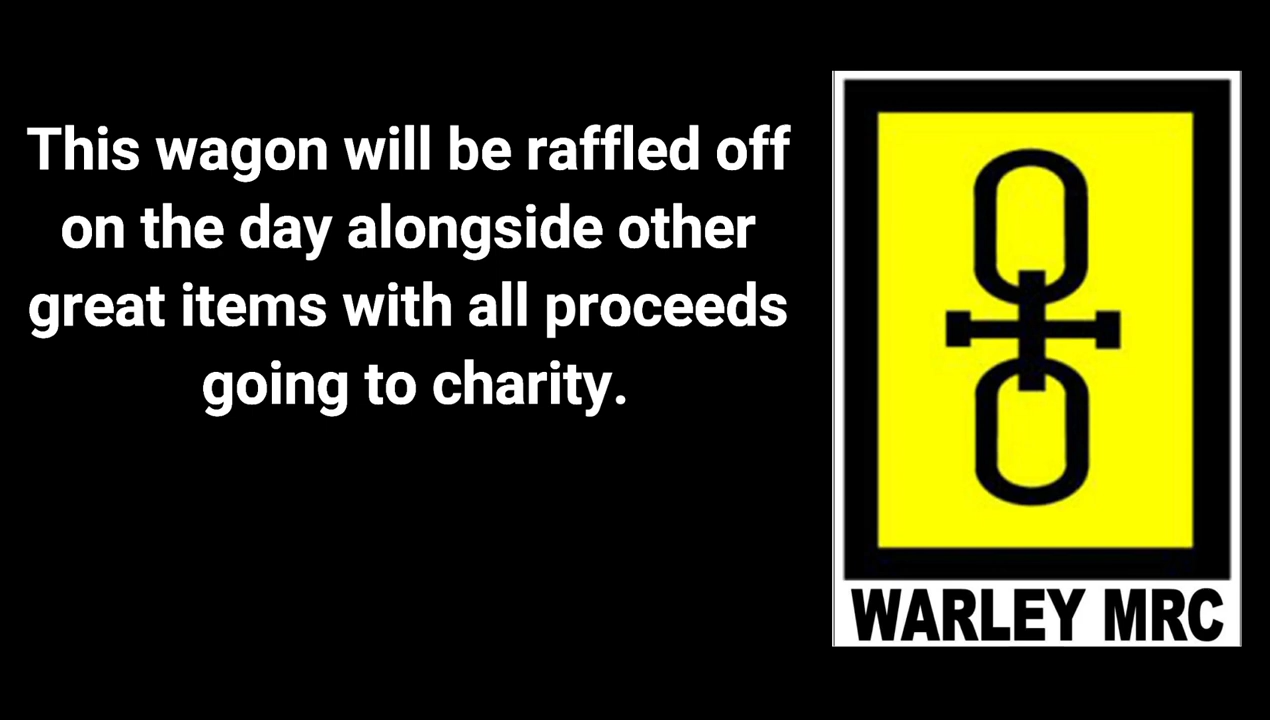 This wagon will be raffled off
on the day alongside other
great items with all proceeds
going to charity.
WARLEY MRC